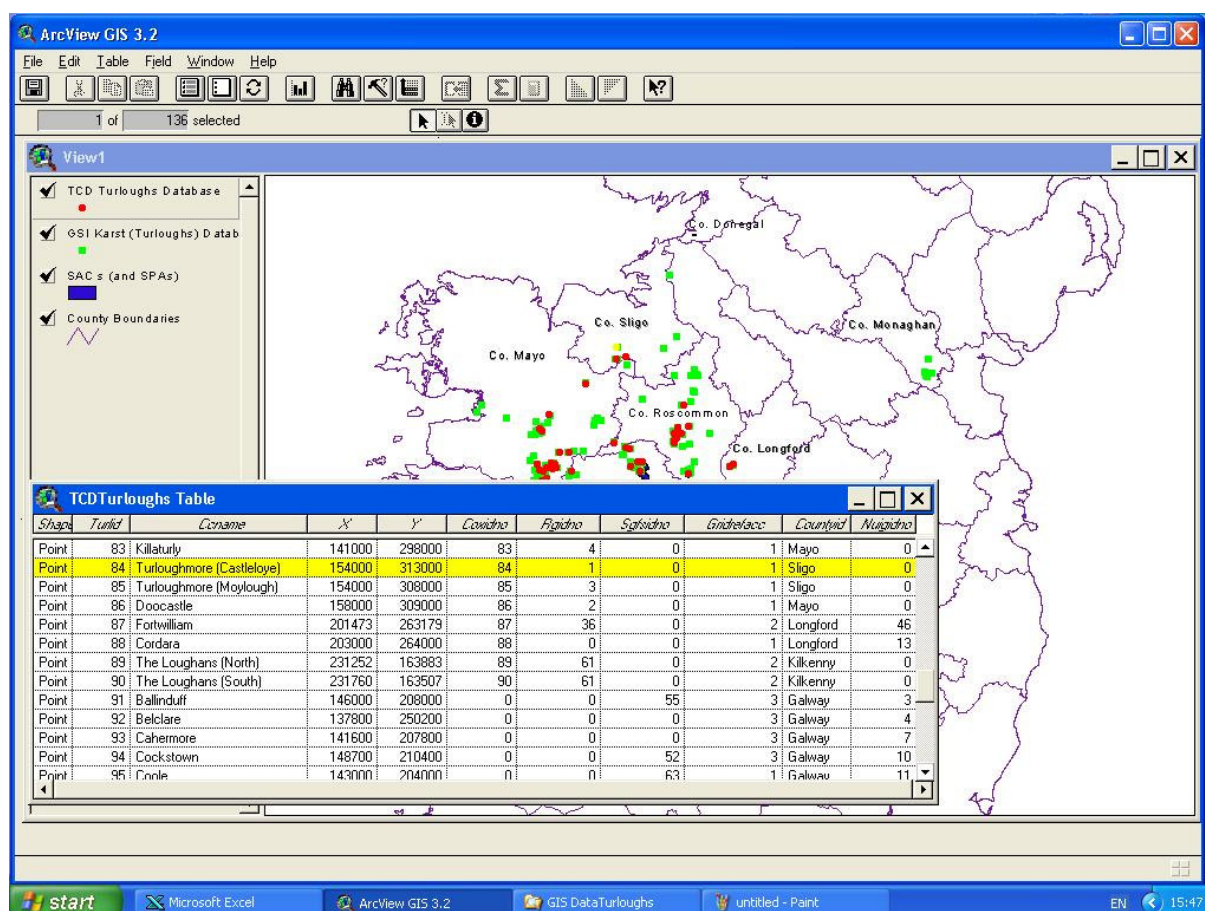 ArcView GIS 3.2
File Edit Table Field Window Help
1 of 136 selected
View1
TCD Turloughs Database
GSI Karst (Turloughs) Datab
SAC s (and SPAs)
County Boundaries
Co. Donegal
Co. Sligo
Co. Monaghan
Co. Mayo
Co. Roscommon
Co. Longford
TCDTurloughs Table
Shape Turlid Ccname X Y Coxidno Rgidno Sgfsidno Gridrefacc Countyid Nuigidno
Point 83 Killaturly 141000 298000 83 4 0 1 Mayo 0
Point 84 Turloughmore (Castleloye) 154000 313000 84 1 0 1 Sligo 0
Point 85 Turloughmore (Moylough) 154000 308000 85 3 0 1 Sligo 0
Point 86 Doocastle 158000 309000 86 2 0 1 Mayo 0
Point 87 Fortwilliam 201473 263179 87 36 0 2 Longford 46
Point 88 Cordara 203000 264000 88 0 0 1 Longford 13
Point 89 The Loughans (North) 231252 163883 89 61 0 2 Kilkenny 0
Point 90 The Loughans (South) 231760 163507 90 61 0 2 Kilkenny 0
Point 91 Ballinduff 146000 208000 0 0 55 3 Galway 3
Point 92 Belclare 137800 250200 0 0 0 3 Galway 4
Point 93 Cahermore 141600 207800 0 0 0 3 Galway 7
Point 94 Cockstown 148700 210400 0 0 52 3 Galway 10
Point 95 Coole 143000 204000 0 0 63 1 Galway 11
start Microsoft Excel ArcView GIS 3.2 GIS DataTurloughs untitled - Paint EN 15:47